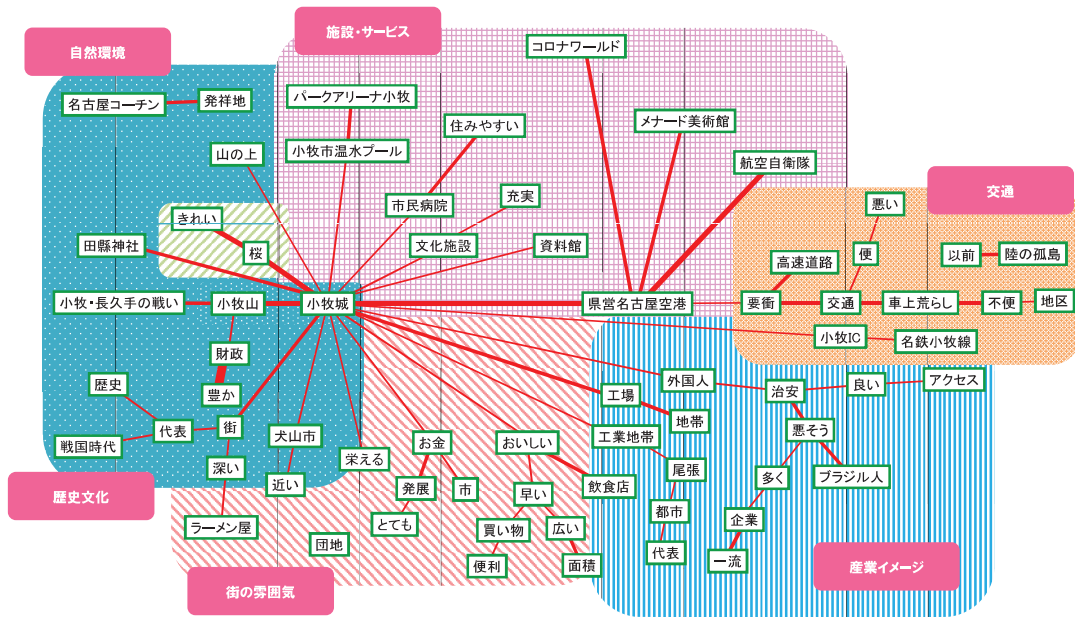 自然環境
施設・サービス
コロナワールド
名古屋コーチン
発祥地
パークアリーナ小牧
住みやすい
メナード美術館
山の上
小牧市温水プール
航空自衛隊
交通
きれい
市民病院
充実
悪い
田縣神社
桜
文化施設
資料館
便
以前
陸の孤島
高速道路
小牧・長久手の戦い
小牧山
小牧城
県営名古屋空港
要衝
交通
車上荒らし
不便
地区
小牧IC
名鉄小牧線
財政
歴史
豊か
工場
外国人
治安
良い
アクセス
戦国時代
代表
街
犬山市
お金
おいしい
工業地帯
地帯
悪そう
深い
栄える
近い
発展
市
早い
飲食店
尾張
多く
ブラジル人
歴史文化
ラーメン屋
とても
買い物
広い
都市
企業
団地
便利
面積
代表
一流
産業イメージ
街の雰囲気